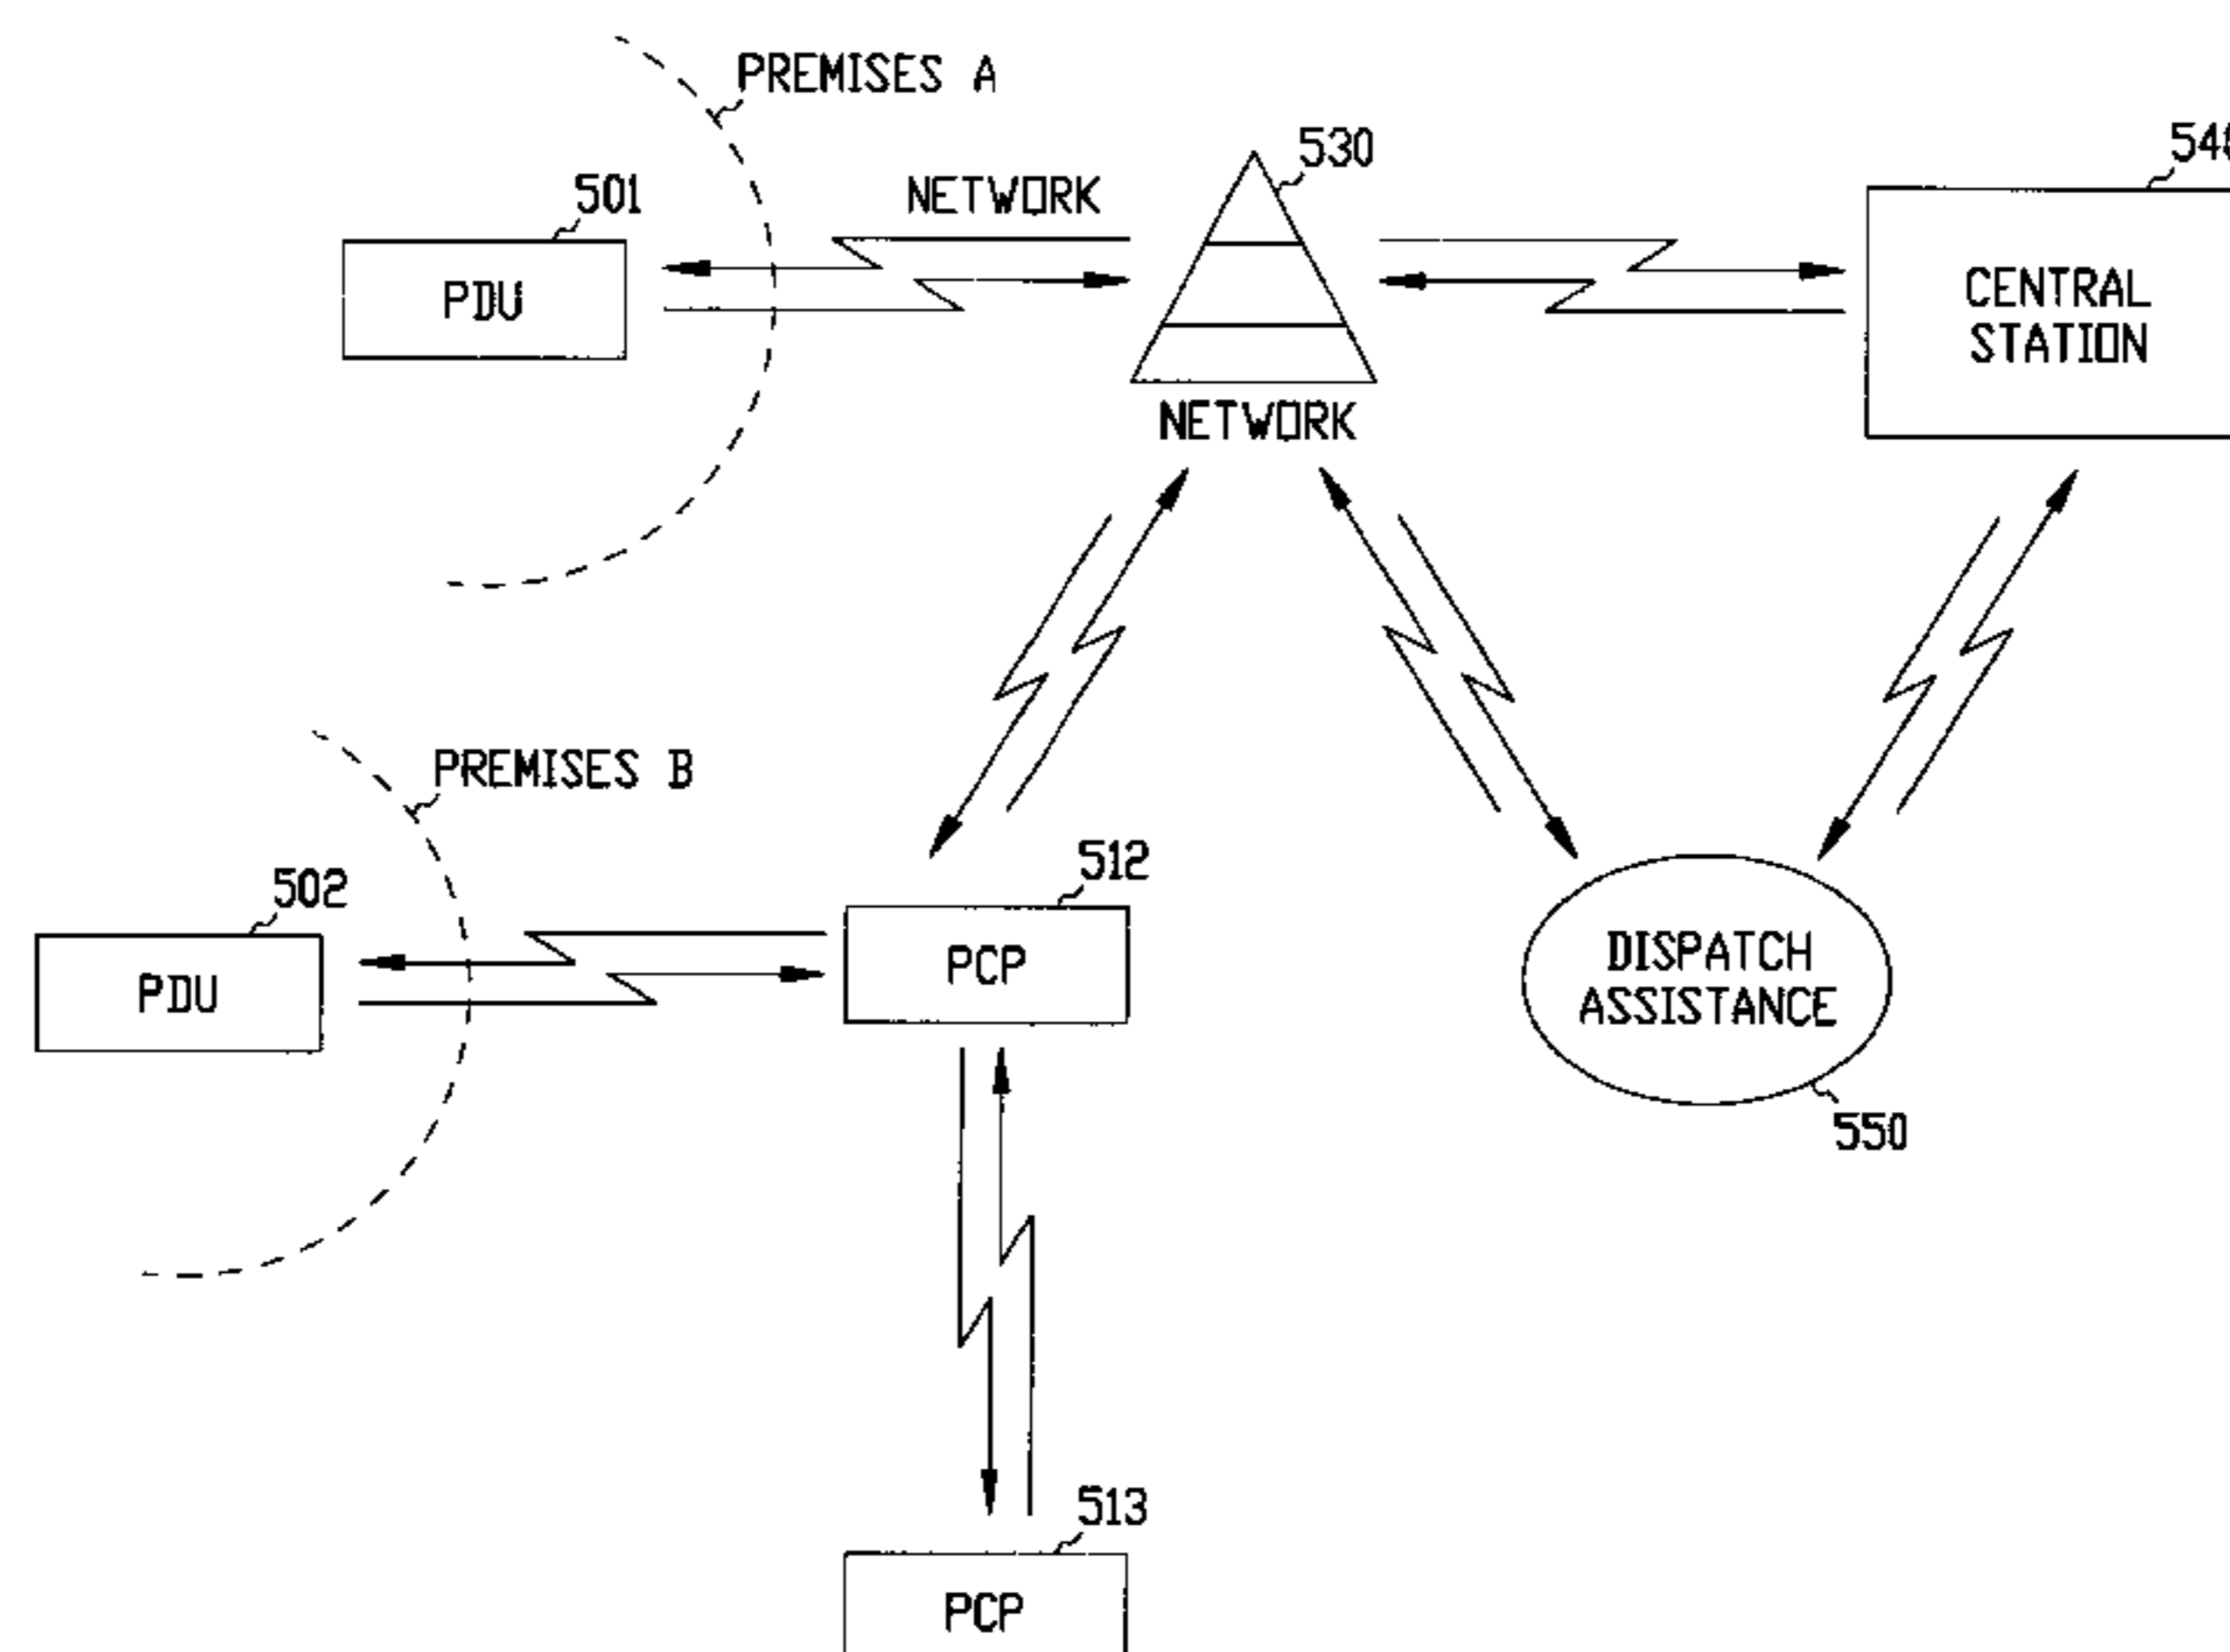 PREMISES A
530
501
NETWORK
PDU
CENTRAL
STATION
NETWORK
PREMISES B
512
502
PCP
PDU
DISPATCH
ASSISTANCE
550
513
PCP